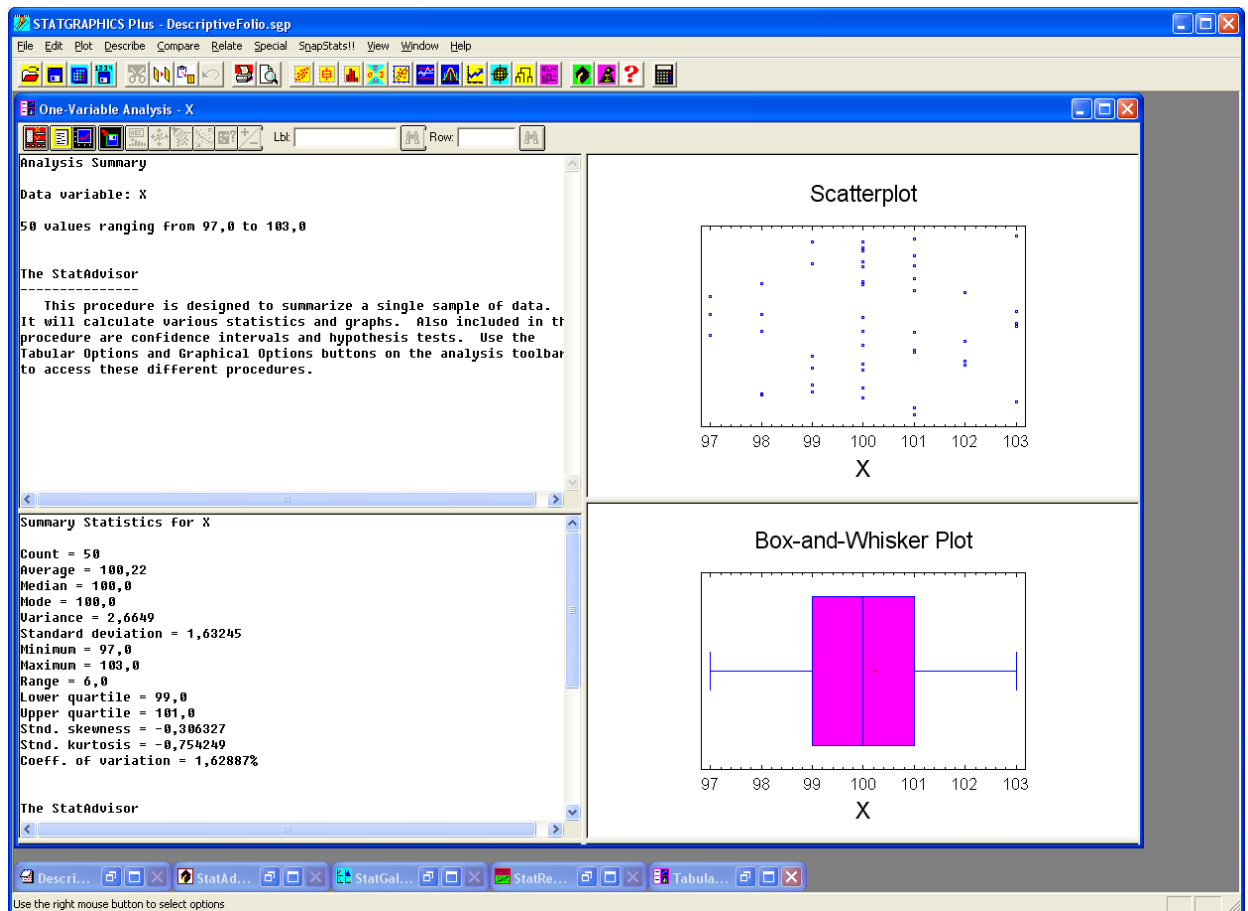 STATGRAPHICS Plus - DescriptiveFolio.sgp
File Edit Plot Describe Compare Relate Special SnapStats!! View Window Help
One-Variable Analysis - X
Lbl: Row:
Analysis Summary
Data variable: X
50 values ranging from 97,0 to 103,0
The StatAdvisor
---------------
This procedure is designed to summarize a single sample of data.
It will calculate various statistics and graphs. Also included in th
procedure are confidence intervals and hypothesis tests. Use the
Tabular Options and Graphical Options buttons on the analysis toolbar
to access these different procedures.
Scatterplot
97 98 99 100 101 102 103
X
Summary Statistics for X
Count = 50
Average = 100,22
Median = 100,0
Mode = 100,0
Variance = 2,6649
Standard deviation = 1,63245
Minimum = 97,0
Maximum = 103,0
Range = 6,0
Lower quartile = 99,0
Upper quartile = 101,0
Stnd. skewness = -0,306327
Stnd. kurtosis = -0,754249
Coeff. of variation = 1,62887%
The StatAdvisor
Box-and-Whisker Plot
97 98 99 100 101 102 103
X
Descri... StatAd... StatGal... StatRe... Tabula...
Use the right mouse button to select options